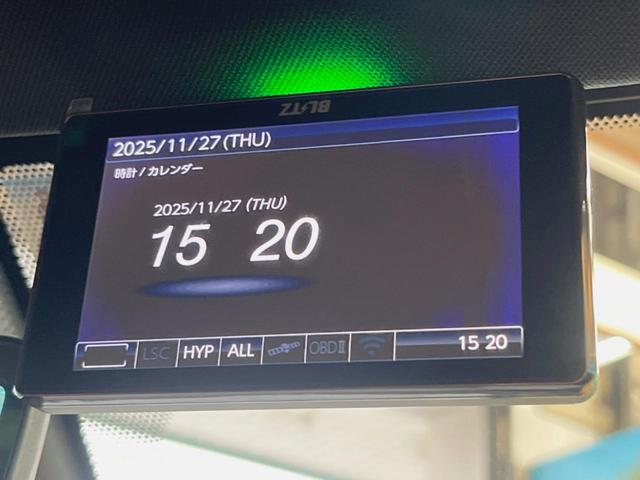 BLITZ
2025/11/27(THU)
時計/カレンダー
2025/11/27 (THU)
15 20
LSC HYP ALL OBDⅡ 15 20